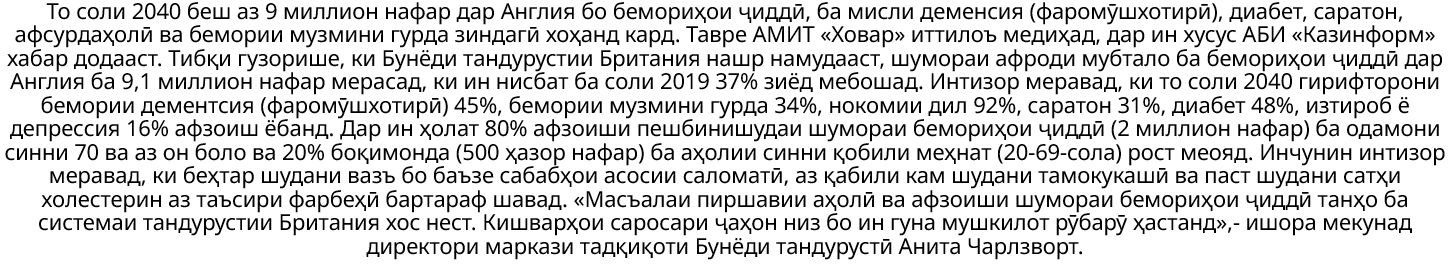 То соли 2040 беш аз 9 миллион нафар дар Англия бо бемориҳои ҷиддӣ, ба мисли деменсия (фаромӯшхотирӣ), диабет, саратон,
афсурдаҳолӣ ва бемории музмини гурда зиндагӣ хоҳанд кард. Тавре АМИТ «Ховар» иттилоъ медиҳад, дар ин хусус АБИ «Казинформ»
хабар додааст. Тибқи гузорише, ки Бунёди тандурустии Британия нашр намудааст, шумораи афроди мубтало ба бемориҳои ҷиддӣ дар
Англия ба 9,1 миллион нафар мерасад, ки ин нисбат ба соли 2019 37% зиёд мебошад. Интизор меравад, ки то соли 2040 гирифторони
бемории дементсия (фаромӯшхотирӣ) 45%, бемории музмини гурда 34%, нокомии дил 92%, саратон 31%, диабет 48%, изтироб ё
депрессия 16% афзоиш ёбанд. Дар ин ҳолат 80% афзоиши пешбинишудаи шумораи бемориҳои ҷиддӣ (2 миллион нафар) ба одамони
синни 70 ва аз он боло ва 20% боқимонда (500 ҳазор нафар) ба аҳолии синни қобили меҳнат (20-69-сола) рост меояд. Инчунин интизор
меравад, ки беҳтар шудани вазъ бо баъзе сабабҳои асосии саломатӣ, аз қабили кам шудани тамокукашӣ ва паст шудани сатҳи
холестерин аз таъсири фарбеҳӣ бартараф шавад. «Масъалаи пиршавии аҳолӣ ва афзоиши шумораи бемориҳои ҷиддӣ танҳо ба
системаи тандурустии Британия хос нест. Кишварҳои саросари ҷаҳон низ бо ин гуна мушкилот рӯбарӯ ҳастанд»,- ишора мекунад
директори маркази тадқиқоти Бунёди тандурустӣ Анита Чарлзворт.